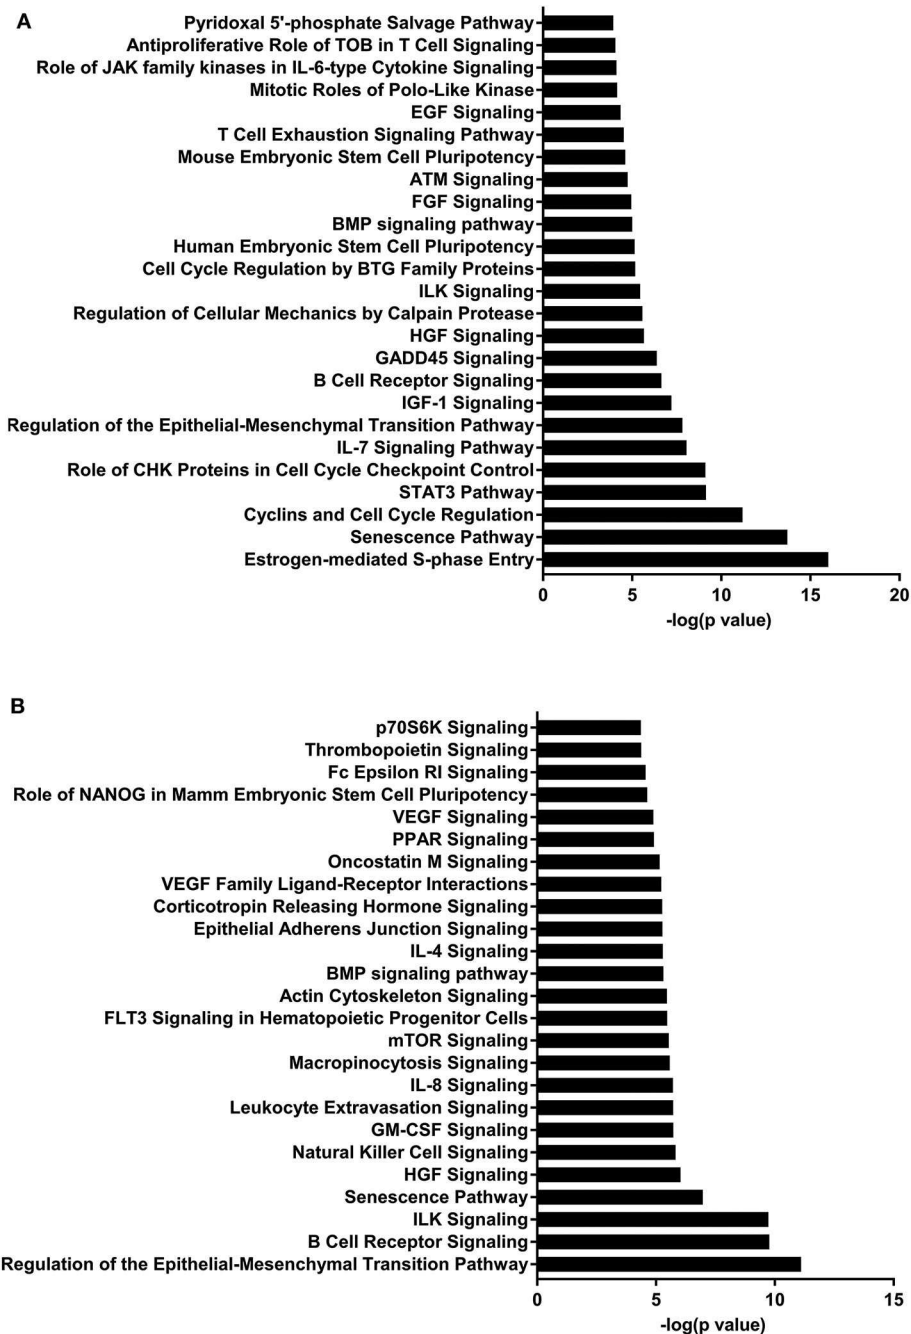 A
Pyridoxal 5'-phosphate Salvage Pathway
Antiproliferative Role of TOB in T Cell Signaling
Role of JAK family kinases in IL-6-type Cytokine Signaling
Mitotic Roles of Polo-Like Kinase
EGF Signaling
T Cell Exhaustion Signaling Pathway
Mouse Embryonic Stem Cell Pluripotency
ATM Signaling
FGF Signaling
BMP signaling pathway
Human Embryonic Stem Cell Pluripotency
Cell Cycle Regulation by BTG Family Proteins
ILK Signaling
Regulation of Cellular Mechanics by Calpain Protease
HGF Signaling
GADD45 Signaling
B Cell Receptor Signaling
IGF-1 Signaling
Regulation of the Epithelial-Mesenchymal Transition Pathway
IL-7 Signaling Pathway
Role of CHK Proteins in Cell Cycle Checkpoint Control
STAT3 Pathway
Cyclins and Cell Cycle Regulation
Senescence Pathway
Estrogen-mediated S-phase Entry
0 5 10 15 20
-log(p value)
B
p70S6K Signaling
Thrombopoietin Signaling
Fc Epsilon RI Signaling
Role of NANOG in Mamm Embryonic Stem Cell Pluripotency
VEGF Signaling
PPAR Signaling
Oncostatin M Signaling
VEGF Family Ligand-Receptor Interactions
Corticotropin Releasing Hormone Signaling
Epithelial Adherens Junction Signaling
IL-4 Signaling
BMP signaling pathway
Actin Cytoskeleton Signaling
FLT3 Signaling in Hematopoietic Progenitor Cells
mTOR Signaling
Macropinocytosis Signaling
IL-8 Signaling
Leukocyte Extravasation Signaling
GM-CSF Signaling
Natural Killer Cell Signaling
HGF Signaling
Senescence Pathway
ILK Signaling
B Cell Receptor Signaling
Regulation of the Epithelial-Mesenchymal Transition Pathway
0 5 10 15
-log(p value)